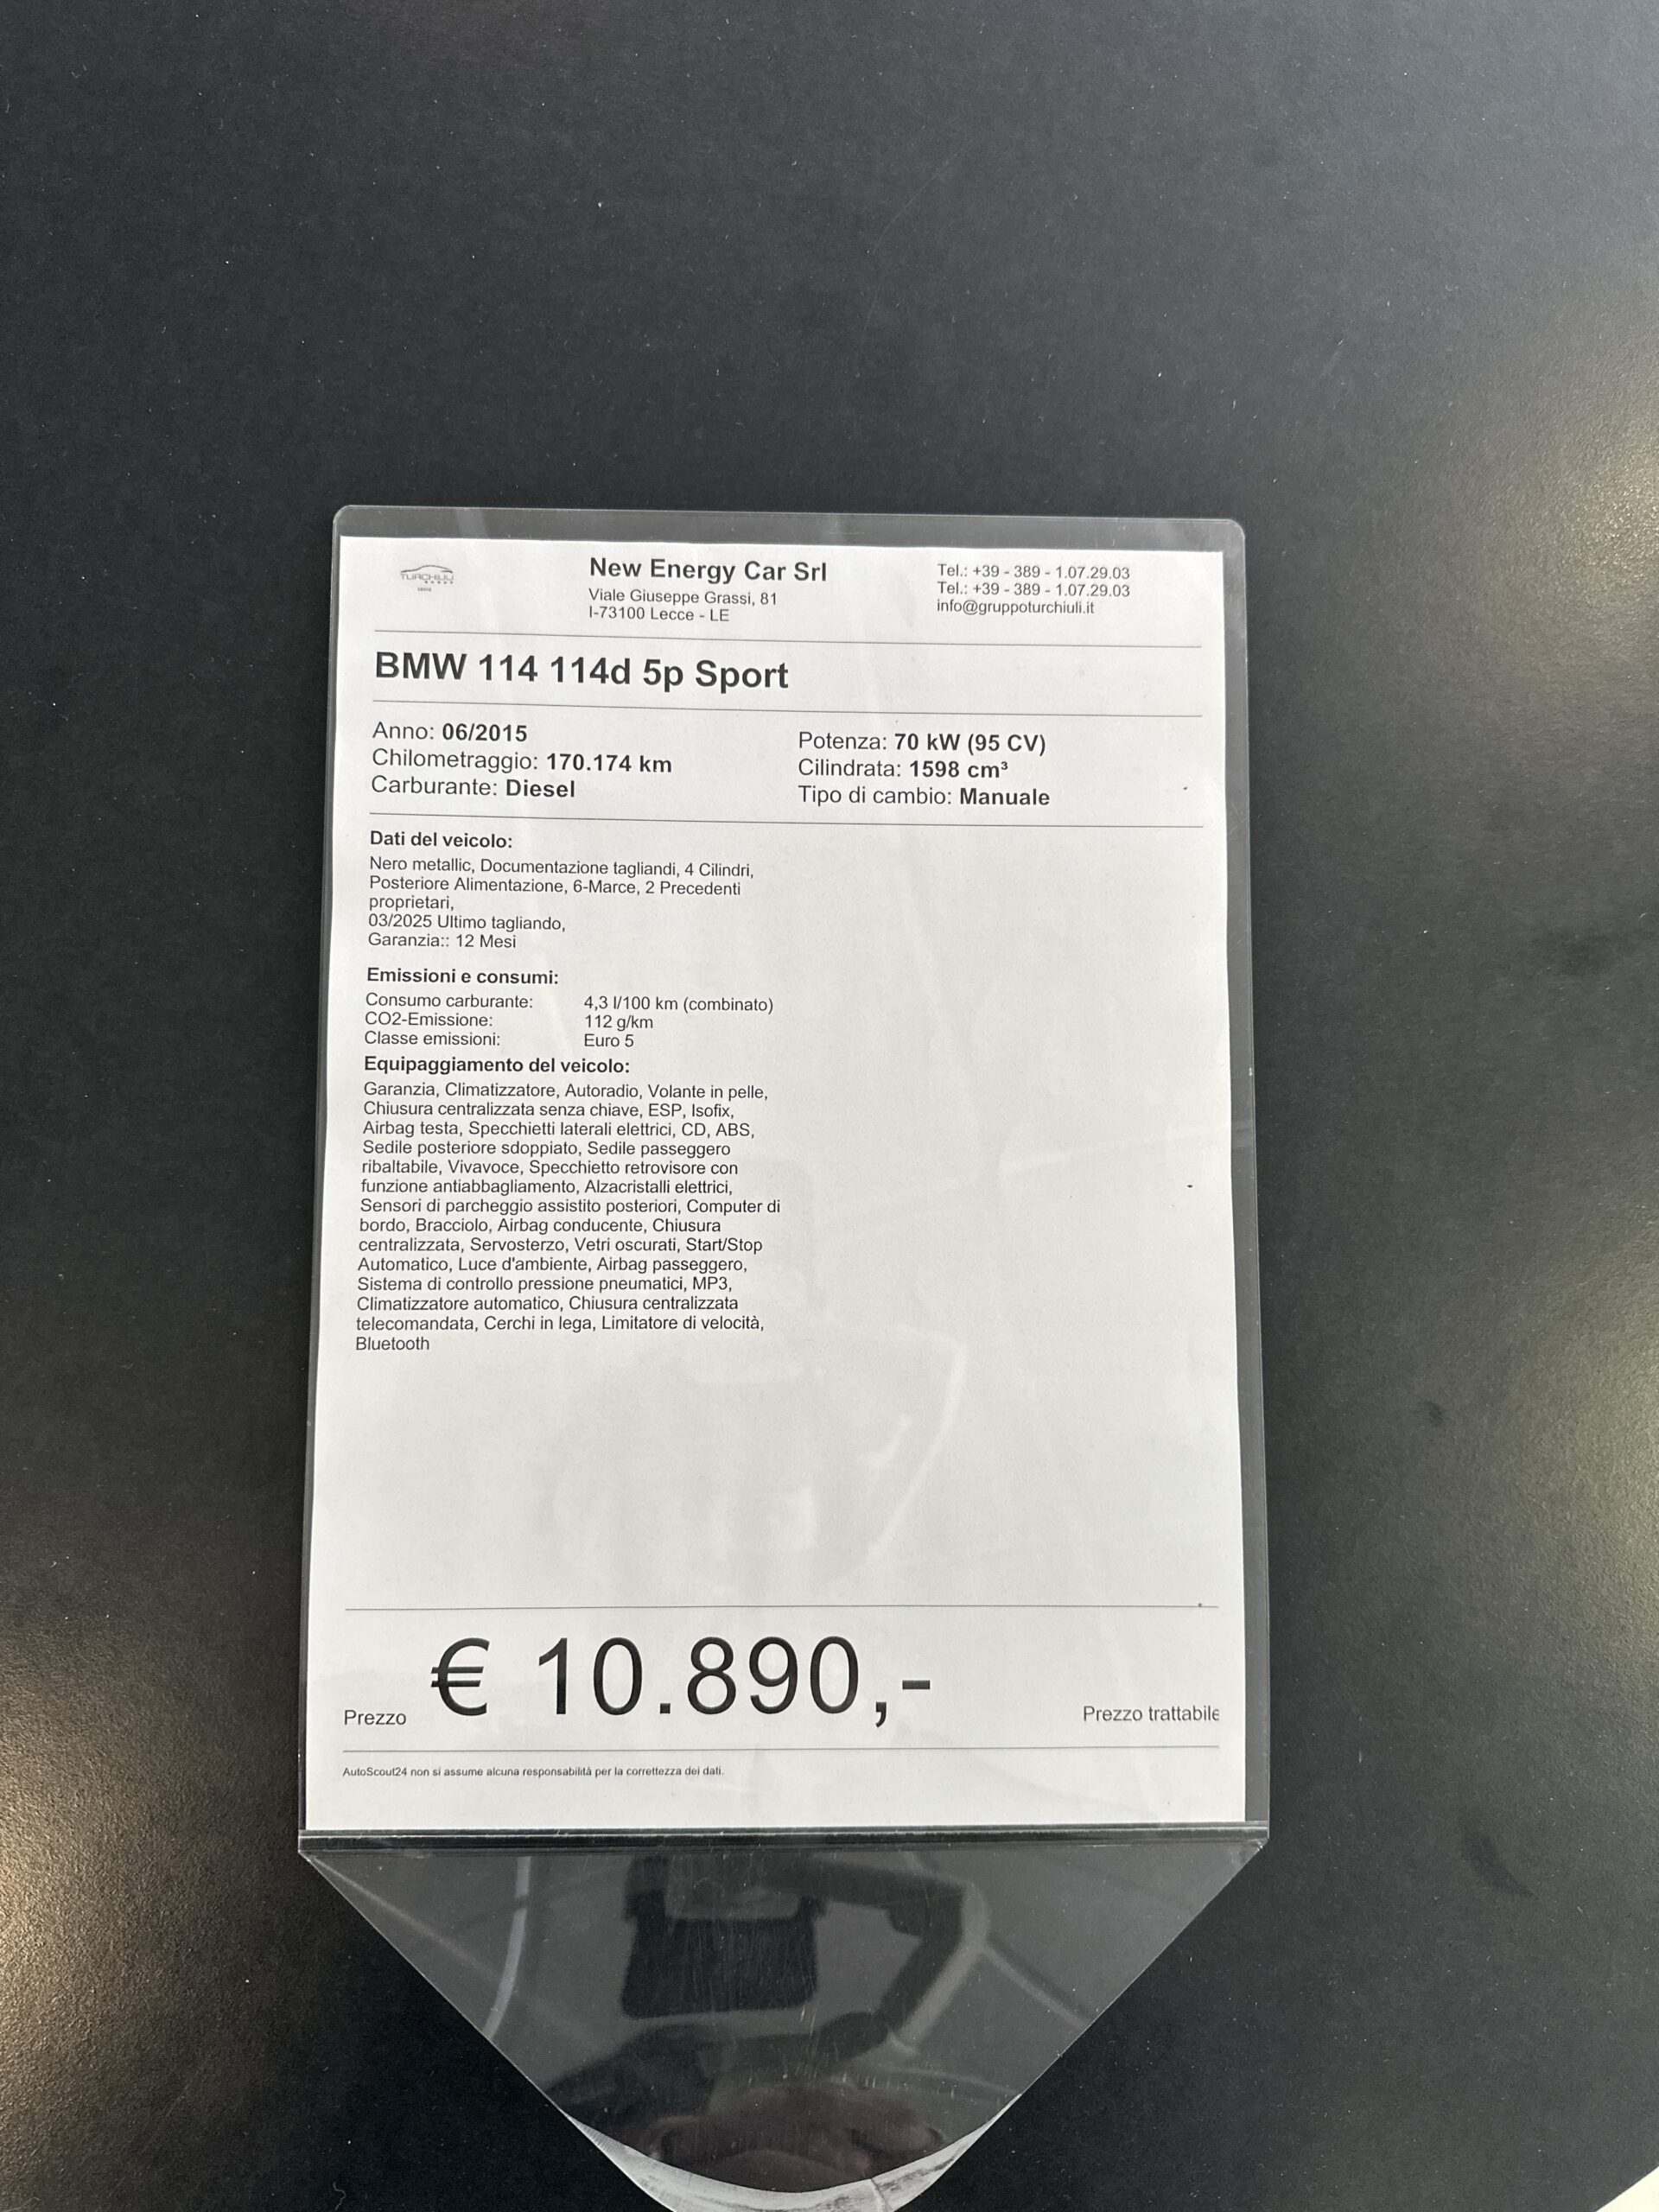 TURCHIULI
New Energy Car Srl
Viale Giuseppe Grassi, 81
I-73100 Lecce - LE
Tel.: +39 - 389 - 1.07.29.03
Tel.: +39 - 389 - 1.07.29.03
info@gruppoturchiuli.it
BMW 114 114d 5p Sport
Anno: 06/2015
Chilometraggio: 170.174 km
Carburante: Diesel
Potenza: 70 kW (95 CV)
Cilindrata: 1598 cm³
Tipo di cambio: Manuale
Dati del veicolo:
Nero metallic, Documentazione tagliandi, 4 Cilindri,
Posteriore Alimentazione, 6-Marce, 2 Precedenti
proprietari,
03/2025 Ultimo tagliando,
Garanzia:: 12 Mesi
Emissioni e consumi:
Consumo carburante: 4,3 l/100 km (combinato)
CO2-Emissione: 112 g/km
Classe emissioni: Euro 5
Equipaggiamento del veicolo:
Garanzia, Climatizzatore, Autoradio, Volante in pelle,
Chiusura centralizzata senza chiave, ESP, Isofix,
Airbag testa, Specchietti laterali elettrici, CD, ABS,
Sedile posteriore sdoppiato, Sedile passeggero
ribaltabile, Vivavoce, Specchietto retrovisore con
funzione antiabbagliamento, Alzacristalli elettrici,
Sensori di parcheggio assistito posteriori, Computer di
bordo, Bracciolo, Airbag conducente, Chiusura
centralizzata, Servosterzo, Vetri oscurati, Start/Stop
Automatico, Luce d'ambiente, Airbag passeggero,
Sistema di controllo pressione pneumatici, MP3,
Climatizzatore automatico, Chiusura centralizzata
telecomandata, Cerchi in lega, Limitatore di velocità,
Bluetooth
Prezzo € 10.890,-
Prezzo trattabile
AutoScout24 non si assume alcuna responsabilità per la correttezza dei dati.